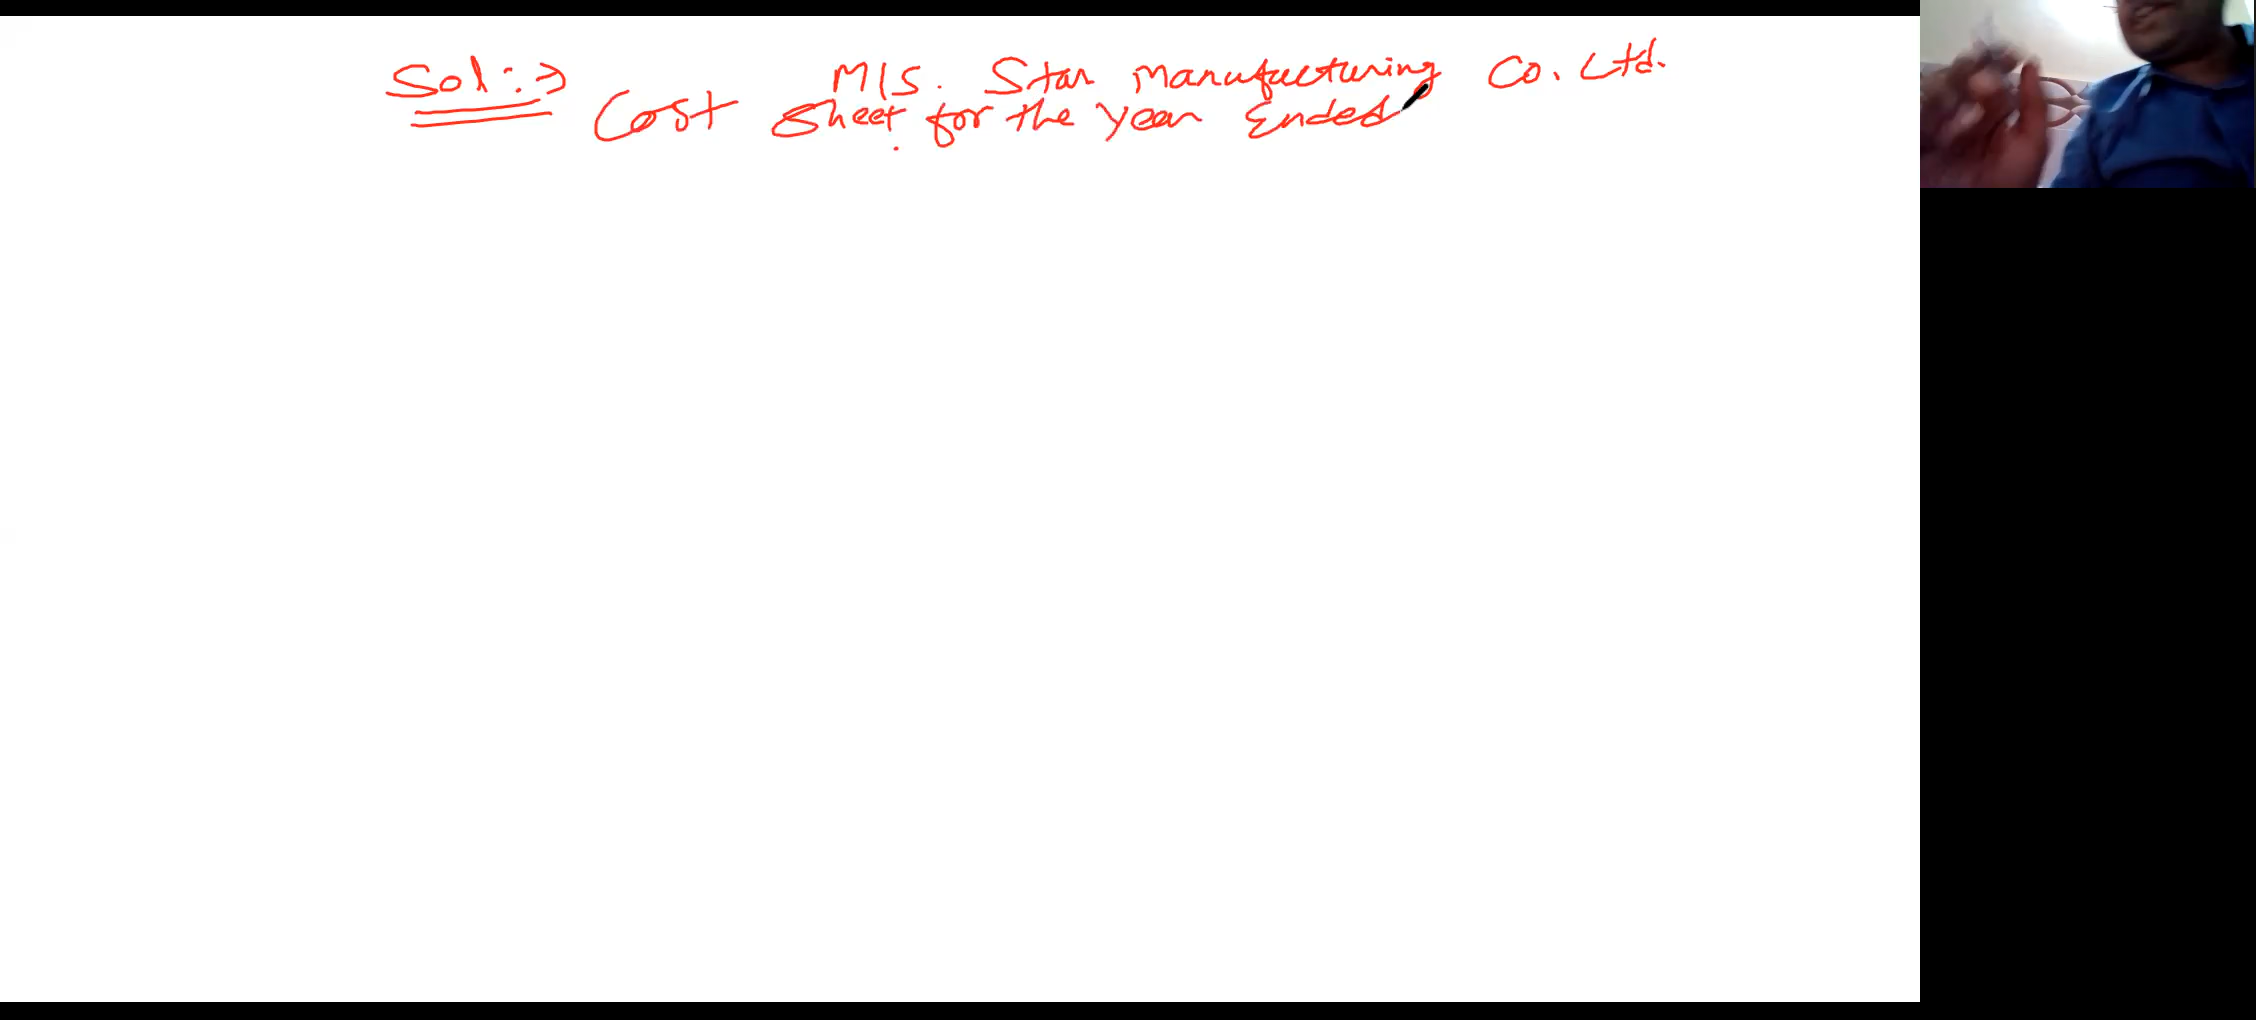 Sol:→ M/S. Star Manufacturing Co. Ltd.
Cost Sheet for the Year Ended